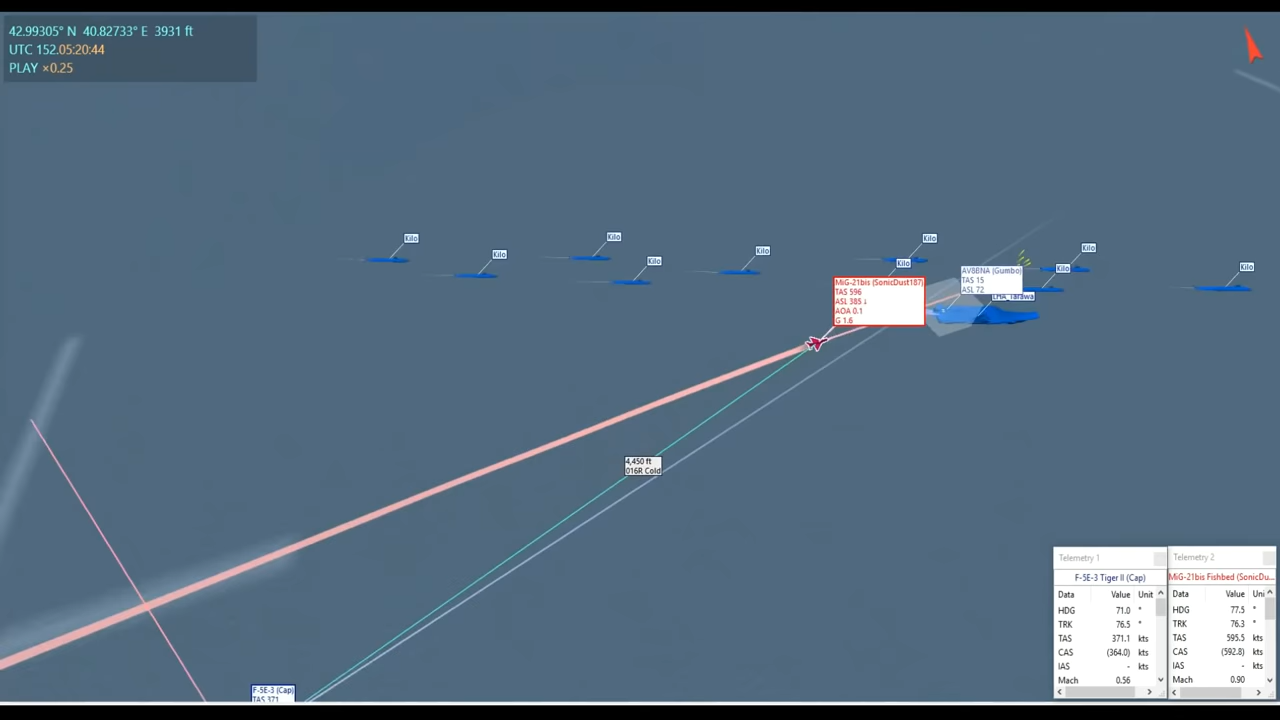 42.99305° N 40.82733° E 3931 ft
UTC 152.05:20:44
PLAY ×0.25
Kilo
Kilo
Kilo
Kilo
Kilo
Kilo
Kilo
Kilo
Kilo
Kilo
MiG-21bis (SonicDust187)
TAS 596
ASL 385 ↓
AOA 0.1
G 1.6
AV8BNA (Gumbo)
TAS 15
ASL 72
LHA_Tarawa
4,450 ft
016R Cold
F-5E-3 (Cap)
TAS 371
Telemetry 1
F-5E-3 Tiger II (Cap)
Data Value Unit
HDG 71.0 °
TRK 76.5 °
TAS 371.1 kts
CAS (364.0) kts
IAS - kts
Mach 0.56
Telemetry 2
MiG-21bis Fishbed (SonicDu...
Data Value Uni
HDG 77.5 °
TRK 76.3 °
TAS 595.5 kts
CAS (592.8) kts
IAS - kts
Mach 0.90